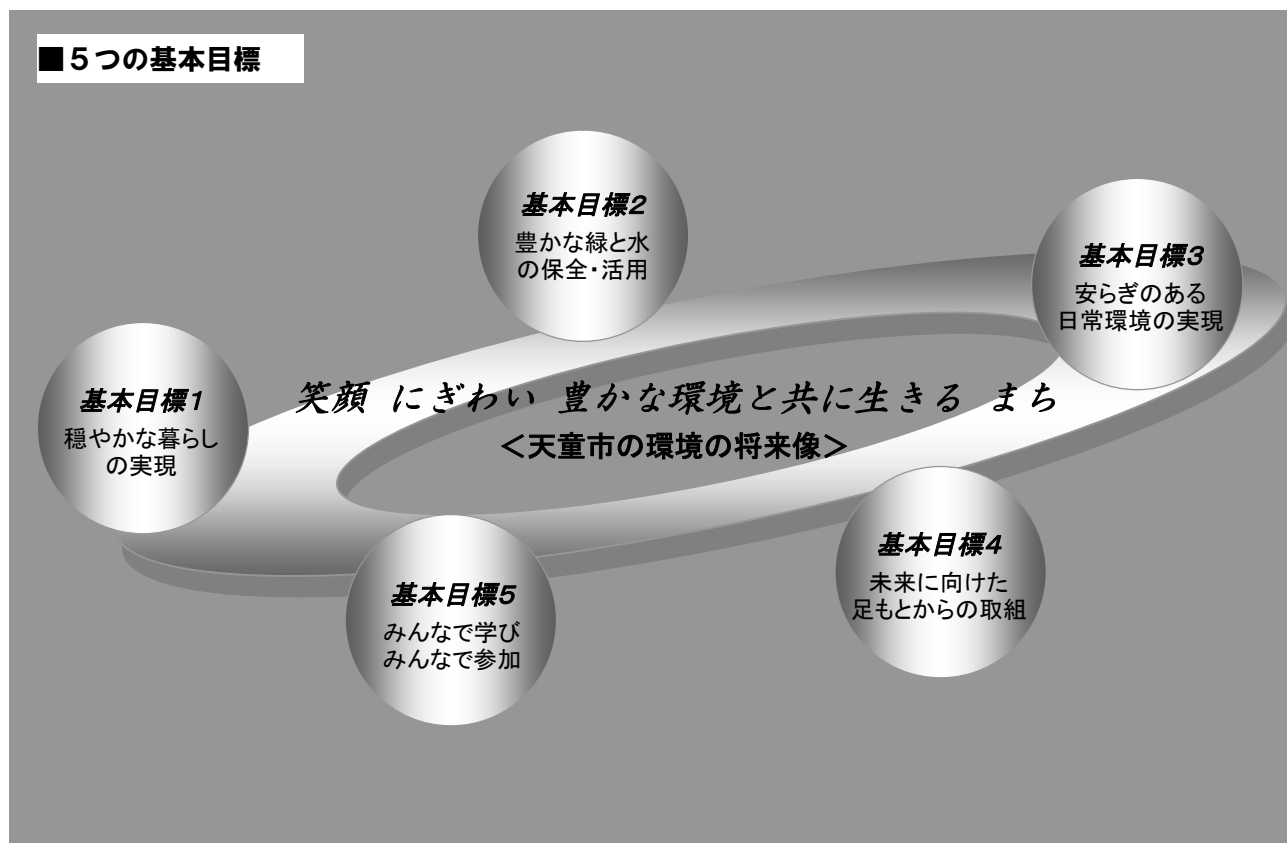 ■５つの基本目標
基本目標２
豊かな緑と水
の保全・活用
基本目標３
安らぎのある
日常環境の実現
基本目標１
穏やかな暮らし
の実現
笑顔 にぎわい 豊かな環境と共に生きる まち
＜天童市の環境の将来像＞
基本目標４
未来に向けた
足もとからの取組
基本目標５
みんなで学び
みんなで参加